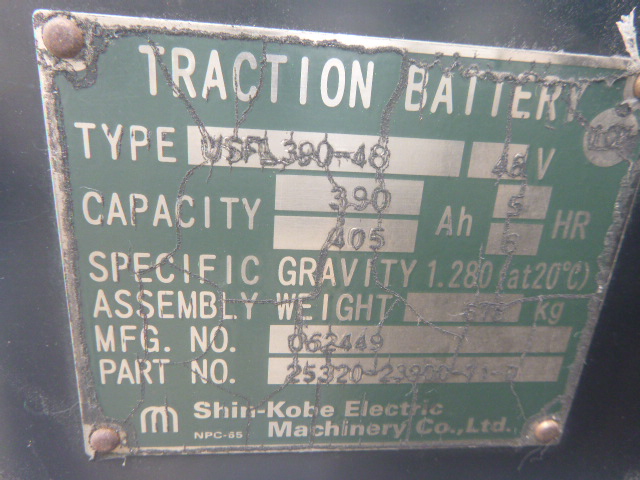 TRACTION BATTERY
TYPE VSFL390-48 48 V
CAPACITY 390 Ah 5 HR
405 6
SPECIFIC GRAVITY 1.280 (at20℃)
ASSEMBLY WEIGHT Kg
MFG. NO. 062449
PART NO.
Shin-Kobe Electric
NPC-65 Machinery Co.,Ltd.